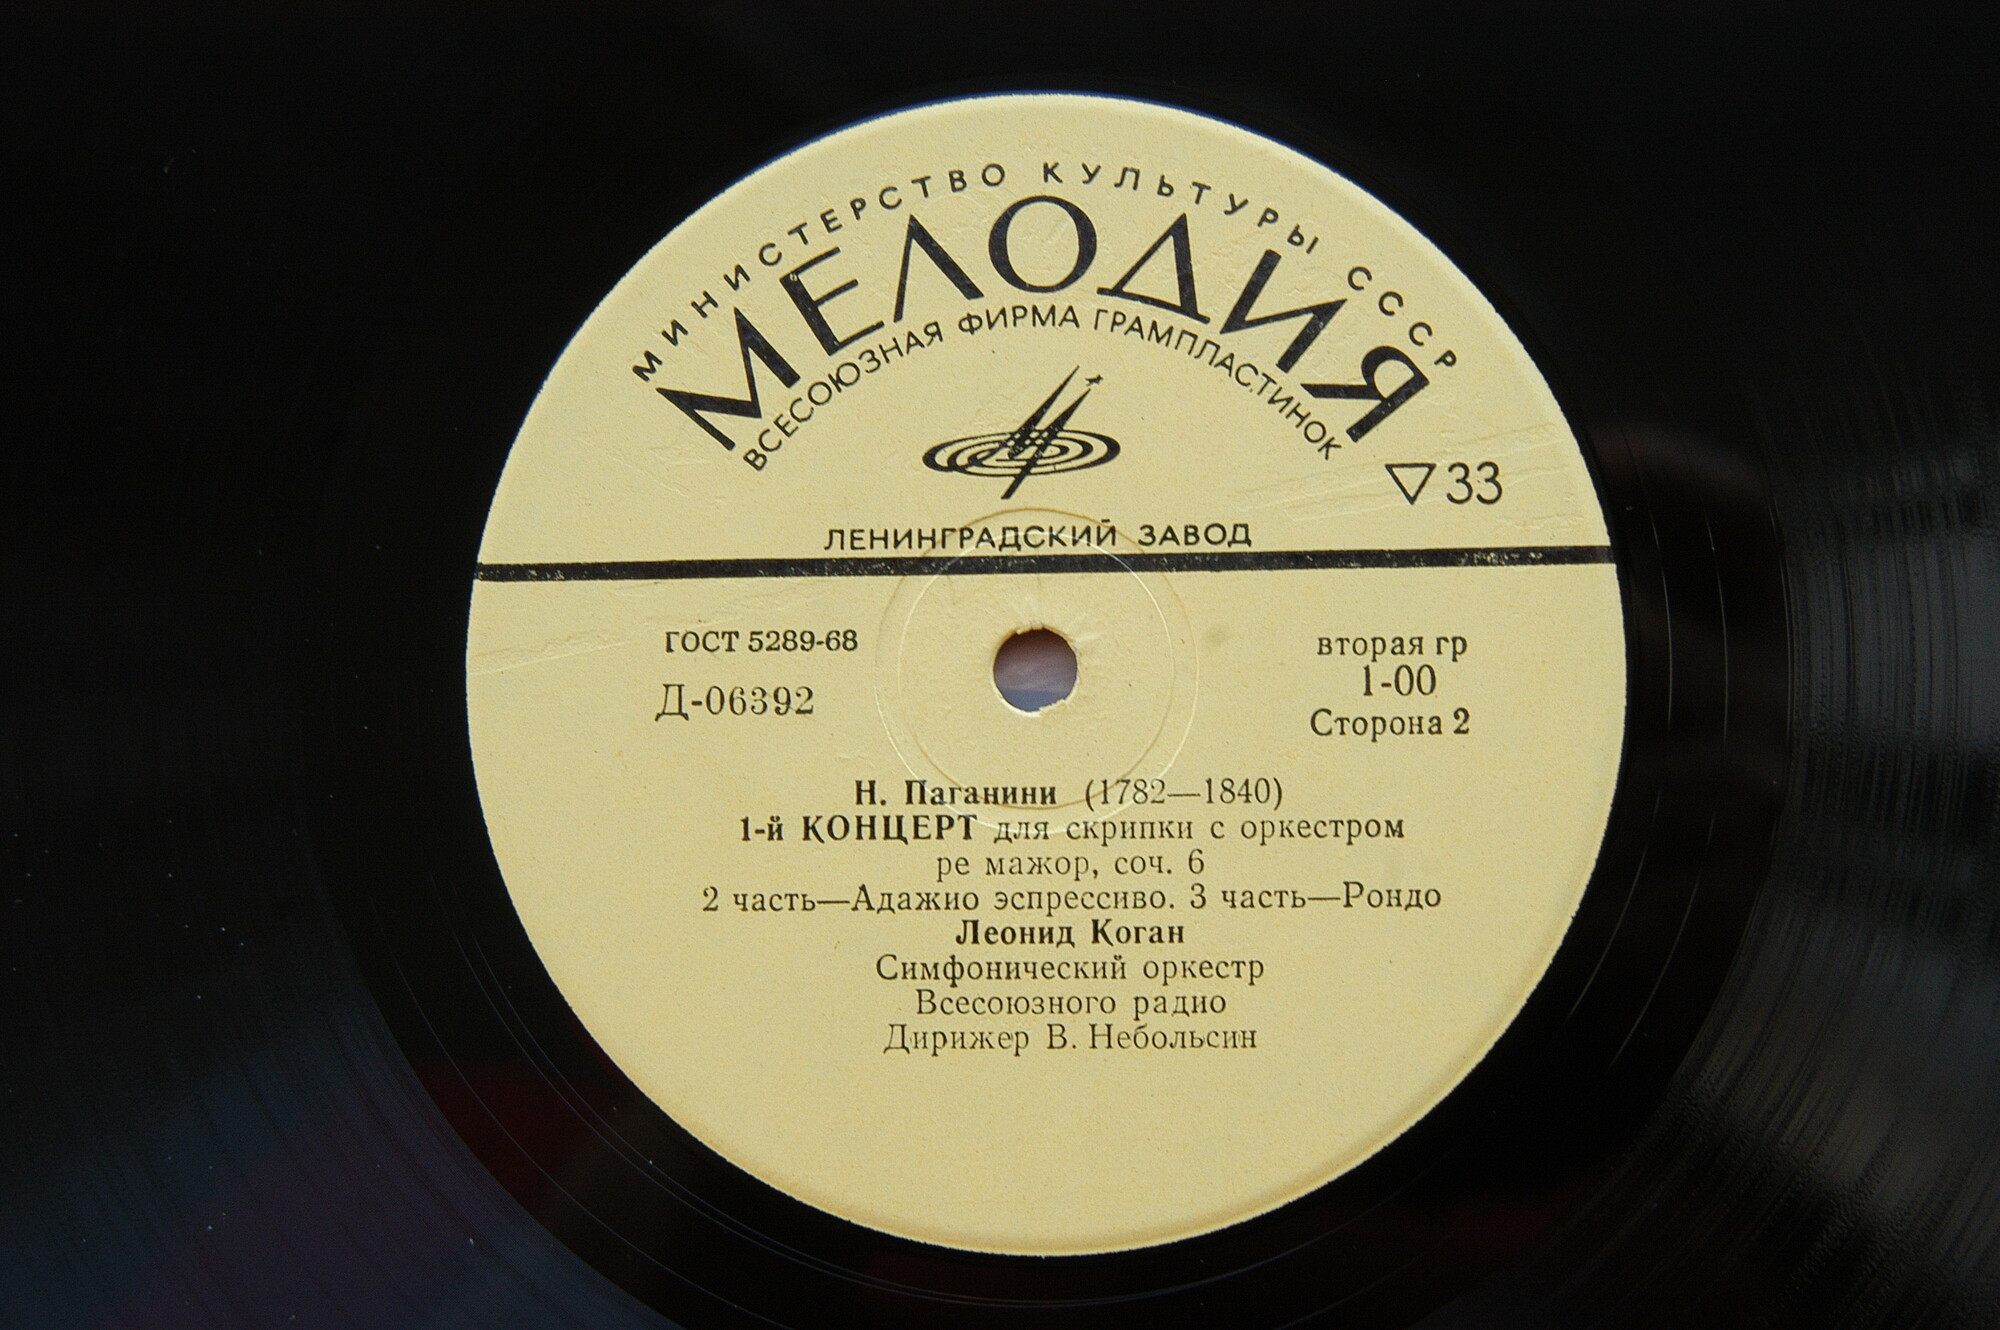 МИНИСТЕРСТВО КУЛЬТУРЫ СССР
МЕЛОДИЯ
ВСЕСОЮЗНАЯ ФИРМА ГРАМПЛАСТИНОК
33
ЛЕНИНГРАДСКИЙ ЗАВОД
ГОСТ 5289-68
Д-06392
вторая гр
1-00
Сторона 2
Н. Паганини (1782—1840)
1-й КОНЦЕРТ для скрипки с оркестром
ре мажор, соч. 6
2 часть—Адажио эспрессиво. 3 часть—Рондо
Леонид Коган
Симфонический оркестр
Всесоюзного радио
Дирижер В. Небольсин